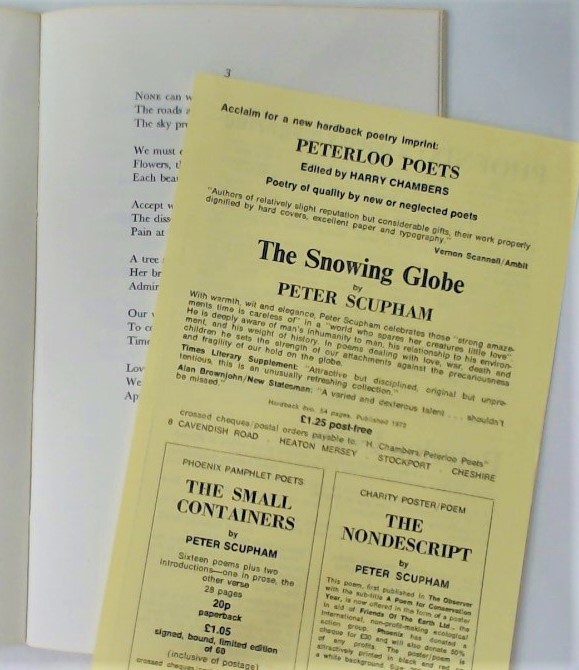 3
NONE can w
The roads a
The sky pr
We must
Flowers, t
Each bea
Accept w
The diss
Pain at
A tree
Her br
Admir
Our
To c
Time
Lov
We
Ap
Acclaim for a new hardback poetry imprint:
PETERLOO POETS
Edited by HARRY CHAMBERS
Poetry of quality by new or neglected poets
"Authors of relatively slight reputation but considerable gifts, their work properly
dignified by hard covers, excellent paper and typography."
Vernon Scannell/Ambit
The Snowing Globe
by
PETER SCUPHAM
With warmth, wit and elegance, Peter Scupham celebrates those "strong amaze-
ments time is careless of" in a "world who spares her creatures little love".
He is deeply aware of man's inhumanity to man, his relationship to his environ-
ment, and his weight of history. In poems dealing with love, war, death and
children he sets the strength of our attachments against the precariousness
and fragility of our hold on the globe.
Times Literary Supplement: "Attractive but disciplined, original but unpre-
tentious, this is an unusually refreshing collection."
Alan Brownjohn/New Statesman: "A varied and dexterous talent . . . shouldn't
be missed."
Hardback 8vo. 64 pages. Published 1972
£1.25 post-free
crossed cheques/postal orders payable to: "H. Chambers, Peterloo Poets"
8 CAVENDISH ROAD . HEATON MERSEY . STOCKPORT . CHESHIRE
PHOENIX PAMPHLET POETS
THE SMALL
CONTAINERS
by
PETER SCUPHAM
Sixteen poems plus two
introductions—one in prose, the
other verse
28 pages
20p
paperback
£1.05
signed, bound, limited edition
of 60
(inclusive of postage)
crossed cheques
CHARITY POSTER/POEM
THE
NONDESCRIPT
by
PETER SCUPHAM
This poem, first published in The Observer
with the sub-title A Poem for Conservation
Year, is now offered in the form of a poster
in aid of Friends Of The Earth Ltd., the
international, non-profit-making ecological
action group. Phoenix has donated a
cheque for £30 and will also donate 50%
of any profits. The poster/poem is
attractively printed in black and red on
a white background.